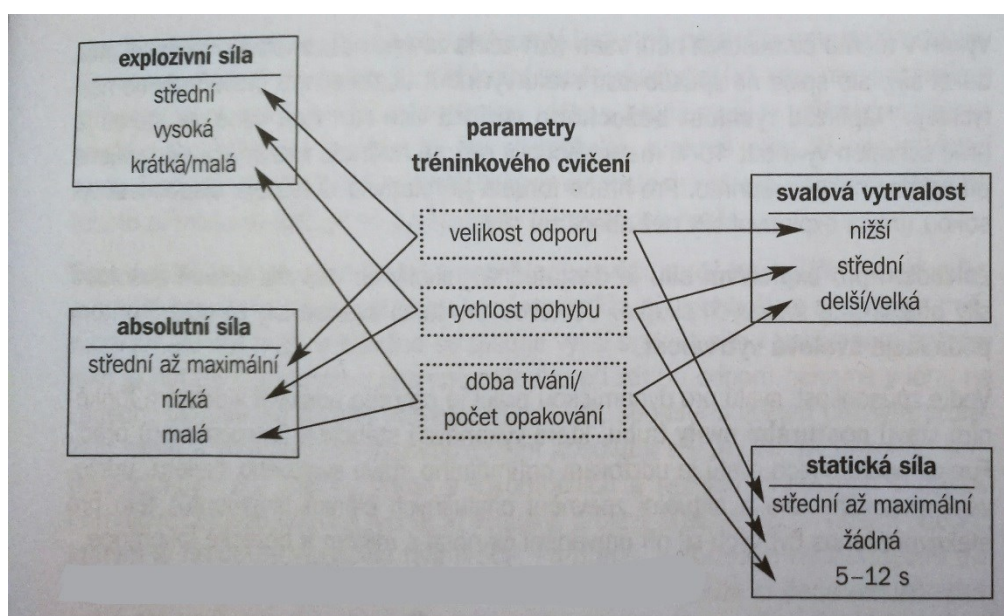 explozivní síla
střední
vysoká
krátká/malá
parametry
tréninkového cvičení
velikost odporu
rychlost pohybu
doba trvání/
počet opakování
absolutní síla
střední až maximální
nízká
malá
svalová vytrvalost
nižší
střední
delší/velká
statická síla
střední až maximální
žádná
5–12 s